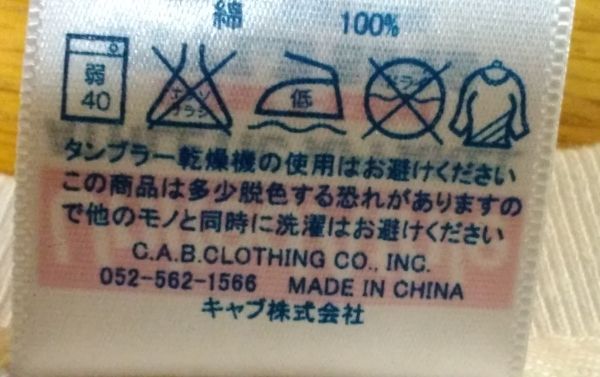 綿 100%
弱 40 エンソ サラシ 低 ドライ
タンブラー乾燥機の使用はお避けください
この商品は多少脱色する恐れがありますの
で他のモノと同時に洗濯はお避けください
C.A.B.CLOTHING CO., INC.
052-562-1566 MADE IN CHINA
キャブ株式会社